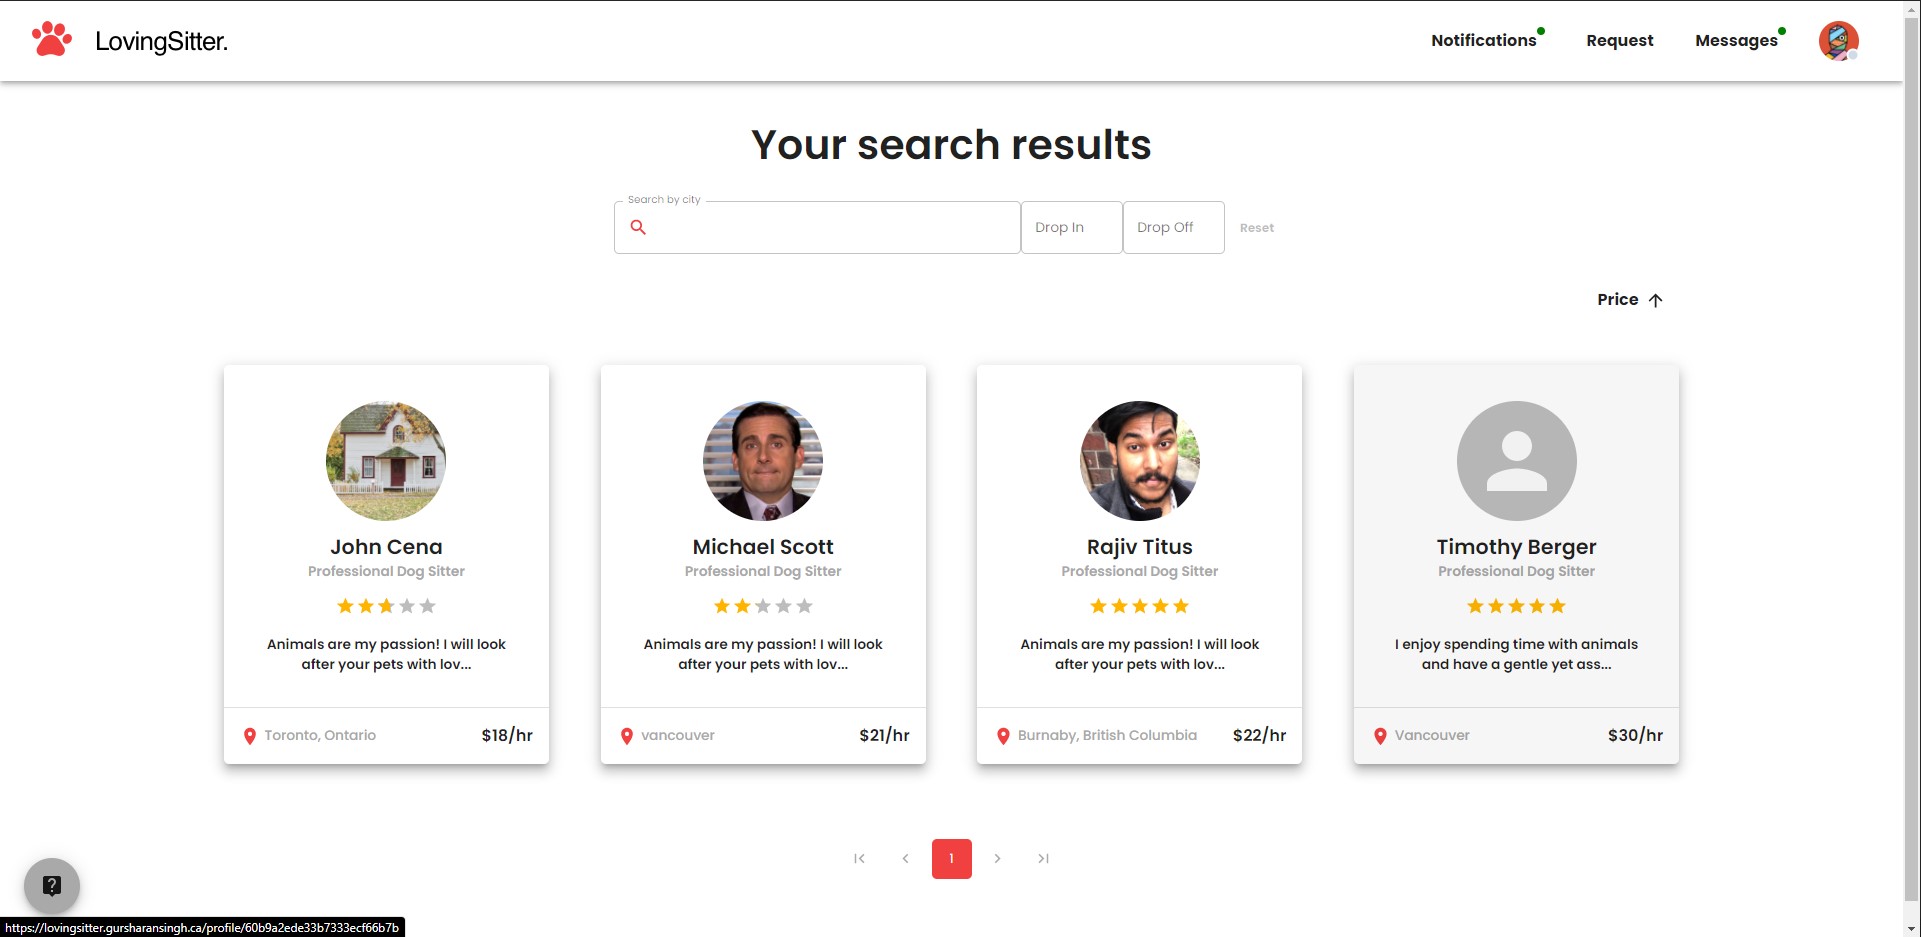 LovingSitter.
Notifications
Request
Messages
Your search results
Search by city
Drop In
Drop Off
Reset
Price
John Cena
Professional Dog Sitter
Animals are my passion! I will look
after your pets with lov...
Toronto, Ontario
$18/hr
Michael Scott
Professional Dog Sitter
Animals are my passion! I will look
after your pets with lov...
vancouver
$21/hr
Rajiv Titus
Professional Dog Sitter
Animals are my passion! I will look
after your pets with lov...
Burnaby, British Columbia
$22/hr
Timothy Berger
Professional Dog Sitter
I enjoy spending time with animals
and have a gentle yet ass...
Vancouver
$30/hr
1
https://lovingsitter.gursharansingh.ca/profile/60b9a2ede33b7333ecf66b7b